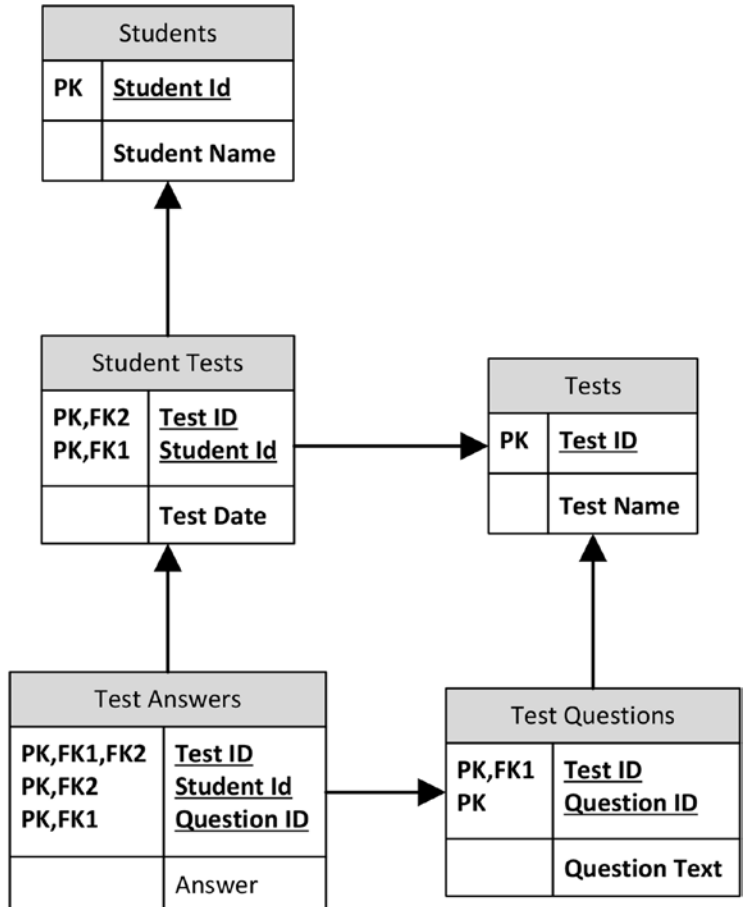 Students
PK Student Id
Student Name
Student Tests
PK,FK2 Test ID
PK,FK1 Student Id
Test Date
Tests
PK Test ID
Test Name
Test Answers
PK,FK1,FK2 Test ID
PK,FK2 Student Id
PK,FK1 Question ID
Answer
Test Questions
PK,FK1 Test ID
PK Question ID
Question Text